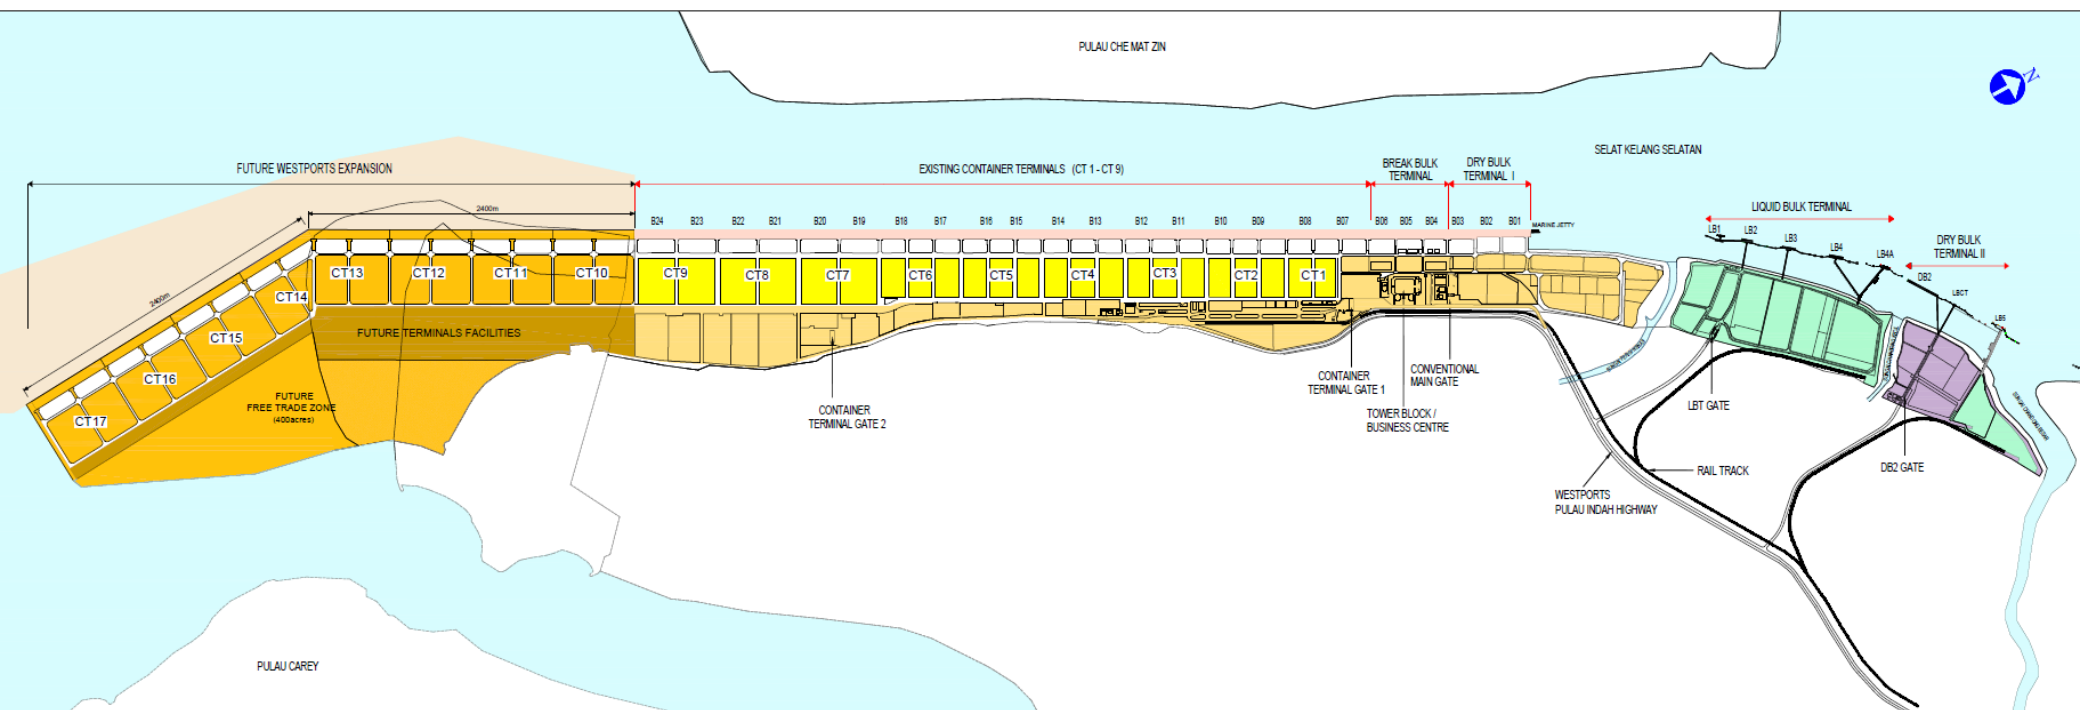 PULAU CHE MAT ZIN
N
SELAT KELANG SELATAN
FUTURE WESTPORTS EXPANSION
EXISTING CONTAINER TERMINALS (CT 1 - CT 9)
BREAK BULK
TERMINAL
DRY BULK
TERMINAL I
LIQUID BULK TERMINAL
DRY BULK
TERMINAL II
2400m
2400m
B24 B23 B22 B21 B20 B19 B18 B17 B16 B15 B14 B13 B12 B11 B10 B09 B08 B07 B06 B05 B04 B03 B02 B01
MARINE JETTY
LB1 LB2 LB3 LB4 LB4A
DB2 LBCT LB5
CT17 CT16 CT15 CT14 CT13 CT12 CT11 CT10 CT9 CT8 CT7 CT6 CT5 CT4 CT3 CT2 CT1
FUTURE TERMINALS FACILITIES
FUTURE
FREE TRADE ZONE
(400acres)
CONTAINER
TERMINAL GATE 2
CONTAINER
TERMINAL GATE 1
CONVENTIONAL
MAIN GATE
TOWER BLOCK /
BUSINESS CENTRE
LBT GATE
DB2 GATE
RAIL TRACK
WESTPORTS
PULAU INDAH HIGHWAY
PULAU CAREY